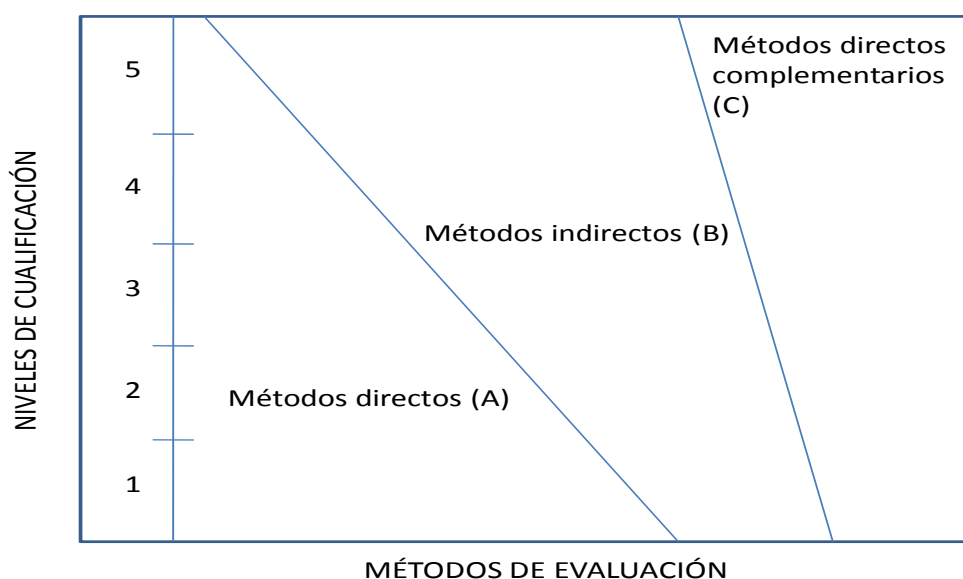 NIVELES DE CUALIFICACIÓN
5
4
3
2
1
Métodos directos
complementarios
(C)
Métodos indirectos (B)
Métodos directos (A)
MÉTODOS DE EVALUACIÓN